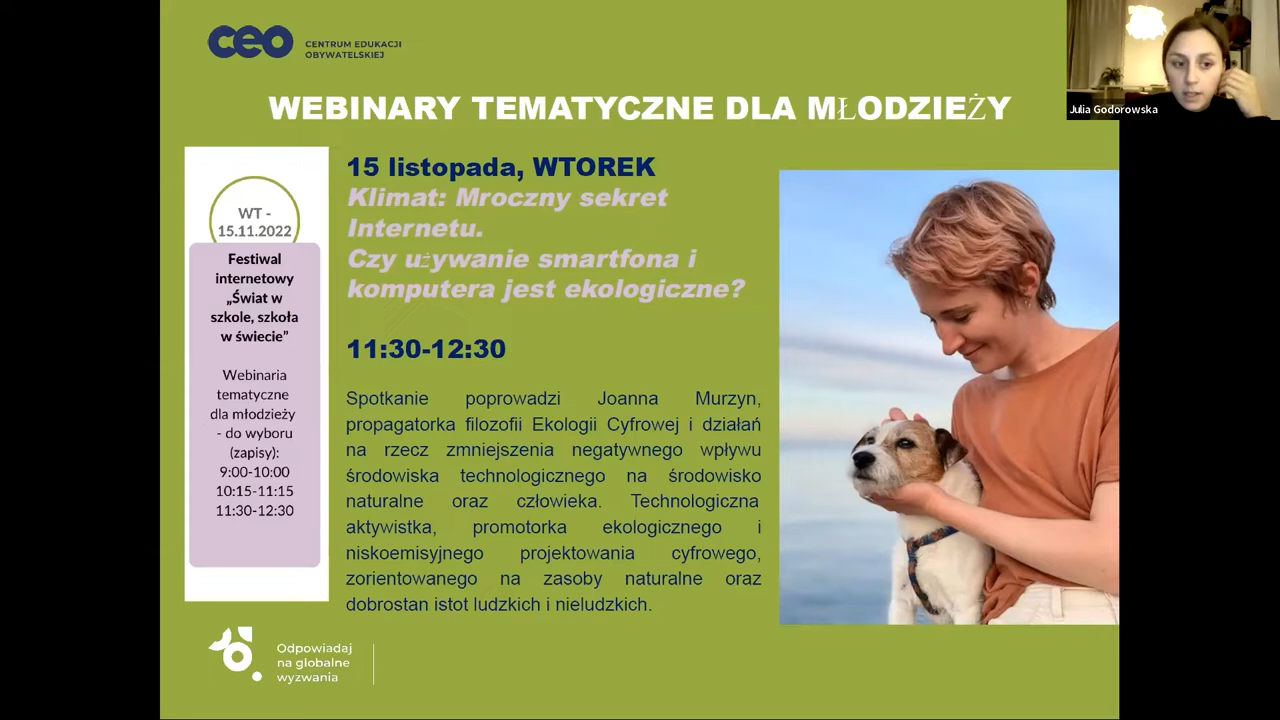 ceo
CENTRUM EDUKACJI
OBYWATELSKIEJ
WEBINARY TEMATYCZNE DLA MŁODZIEŻY
Julia Godorowska
WT -
15.11.2022
Festiwal
internetowy
„Świat w
szkole, szkoła
w świecie”
Webinaria
tematyczne
dla młodzieży
- do wyboru
(zapisy):
9:00-10:00
10:15-11:15
11:30-12:30
15 listopada, WTOREK
Klimat: Mroczny sekret
Internetu.
Czy używanie smartfona i
komputera jest ekologiczne?
11:30-12:30
Spotkanie poprowadzi Joanna Murzyn,
propagatorka filozofii Ekologii Cyfrowej i działań
na rzecz zmniejszenia negatywnego wpływu
środowiska technologicznego na środowisko
naturalne oraz człowieka. Technologiczna
aktywistka, promotorka ekologicznego i
niskoemisyjnego projektowania cyfrowego,
zorientowanego na zasoby naturalne oraz
dobrostan istot ludzkich i nieludzkich.
Odpowiadaj
na globalne
wyzwania